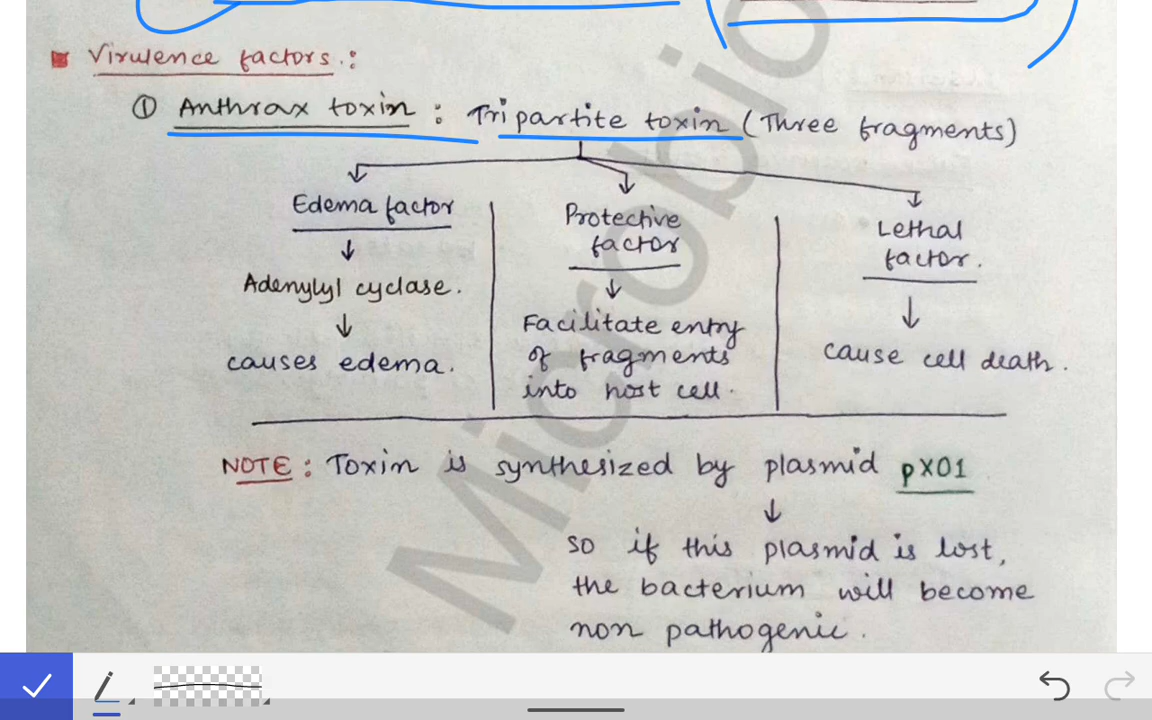 Virulence factors :
① Anthrax toxin : Tripartite toxin (Three fragments)
Edema factor
Adenylyl cyclase.
causes edema.
Protective
factor
Facilitate entry
of fragments
into host cell.
Lethal
factor.
cause cell death.
NOTE : Toxin is synthesized by plasmid pXO1
so if this plasmid is lost,
the bacterium will become
non pathogenic.
Microbio